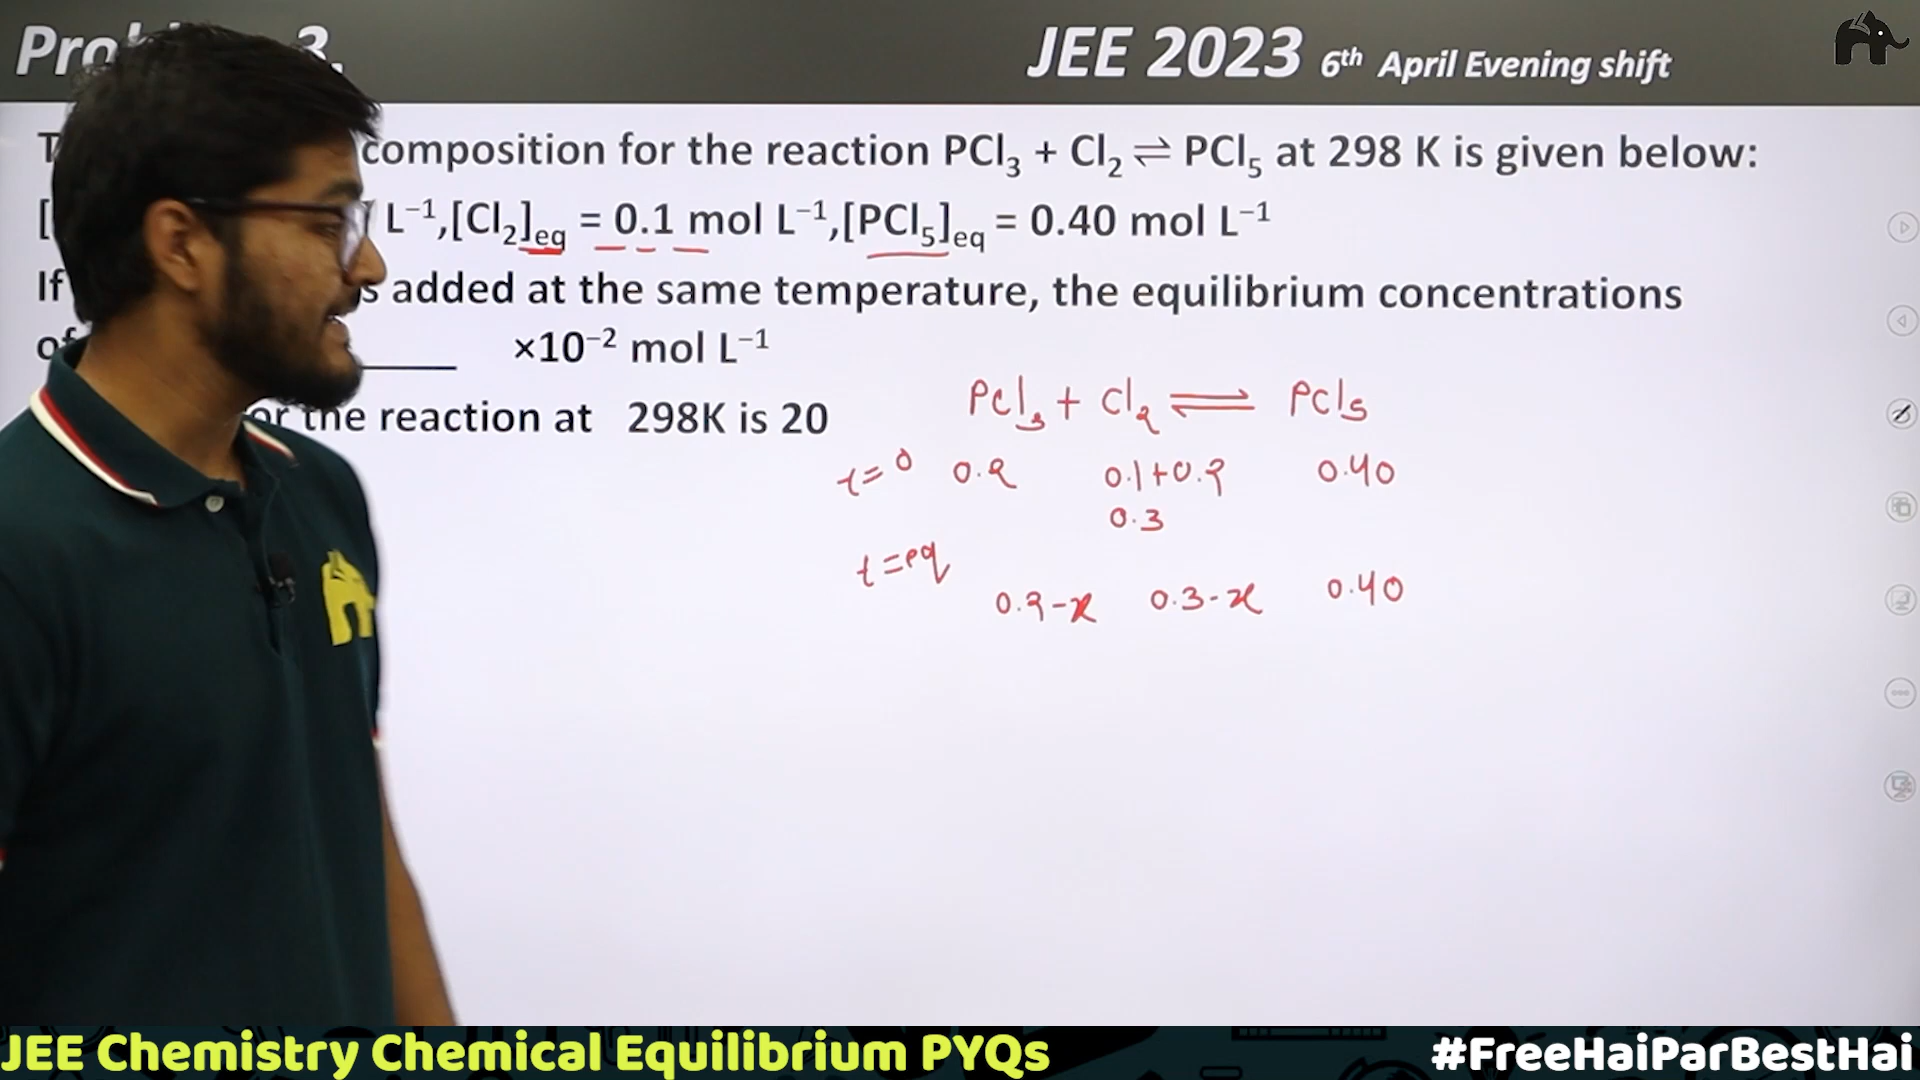 3.
JEE 2023 6th April Evening shift
composition for the reaction PCl₃ + Cl₂ ⇌ PCl₅ at 298 K is given below:
[ L⁻¹,[Cl₂]eq = 0.1 mol L⁻¹,[PCl₅]eq = 0.40 mol L⁻¹
If added at the same temperature, the equilibrium concentrations
×10⁻² mol L⁻¹
the reaction at 298K is 20
PCl₃ + Cl₂ ⇌ PCl₅
t=0 0.2 0.1+0.2 0.40
0.3
t=eq
0.2-x 0.3-x 0.40
JEE Chemistry Chemical Equilibrium PYQs
#FreeHaiParBestHai